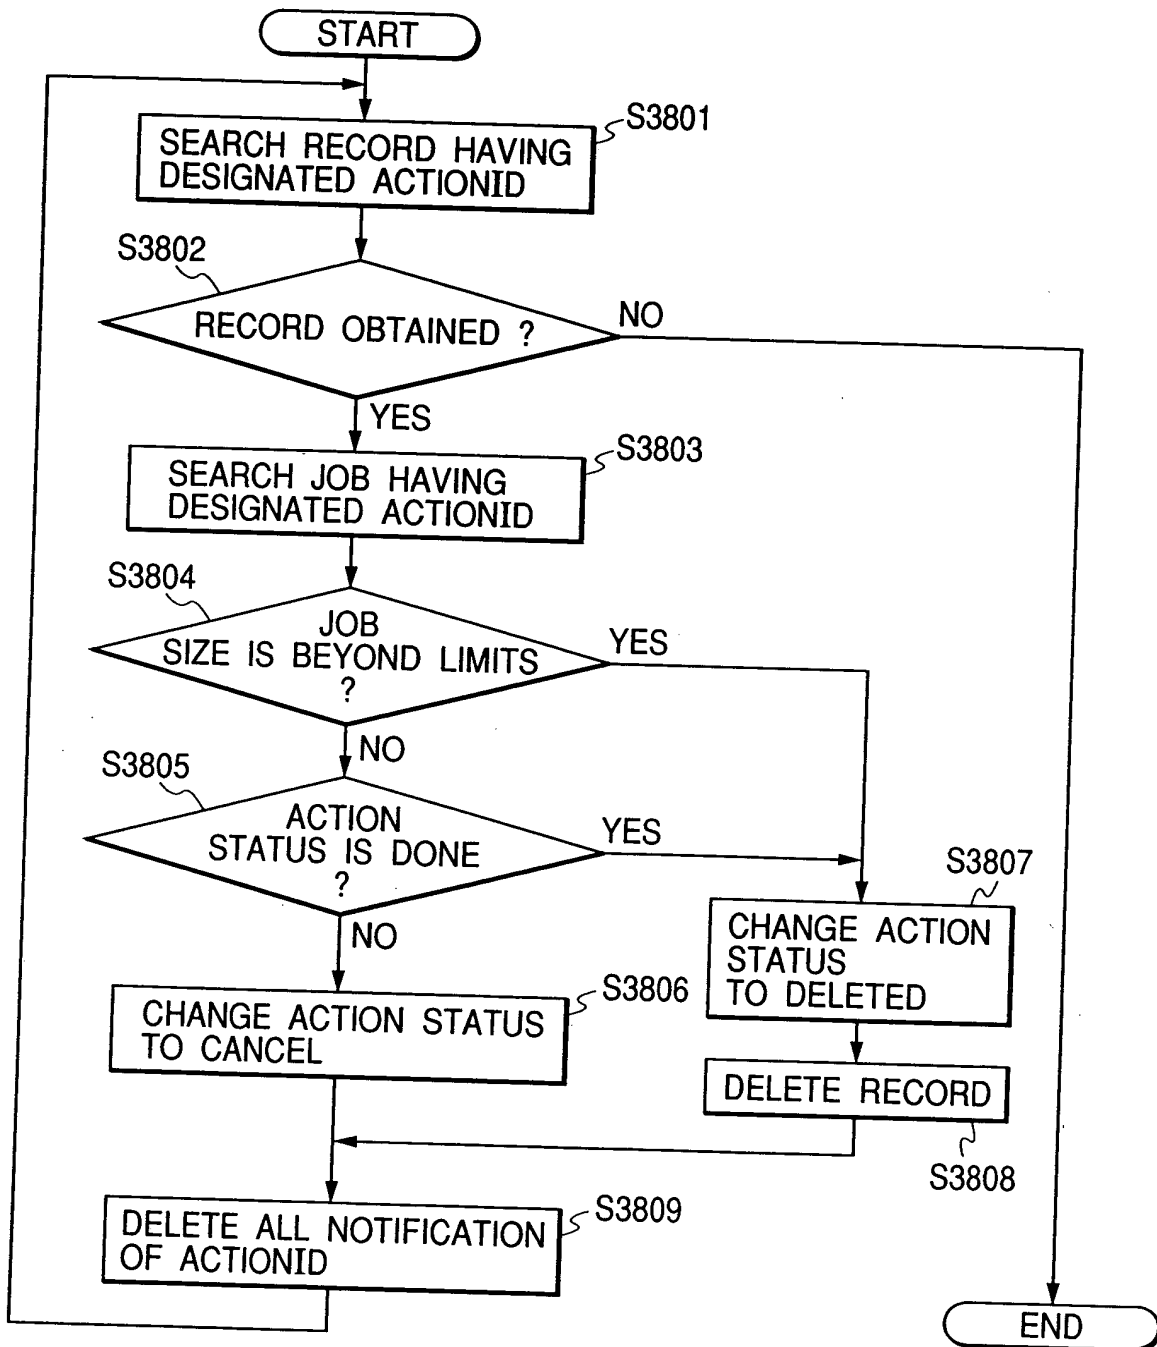 START
S3801
SEARCH RECORD HAVING
DESIGNATED ACTIONID
S3802
RECORD OBTAINED ?
NO
YES
S3803
SEARCH JOB HAVING
DESIGNATED ACTIONID
S3804
JOB
SIZE IS BEYOND LIMITS
?
YES
NO
S3805
ACTION
STATUS IS DONE
?
YES
NO
S3807
CHANGE ACTION
STATUS
TO DELETED
S3806
CHANGE ACTION STATUS
TO CANCEL
DELETE RECORD
S3808
S3809
DELETE ALL NOTIFICATION
OF ACTIONID
END